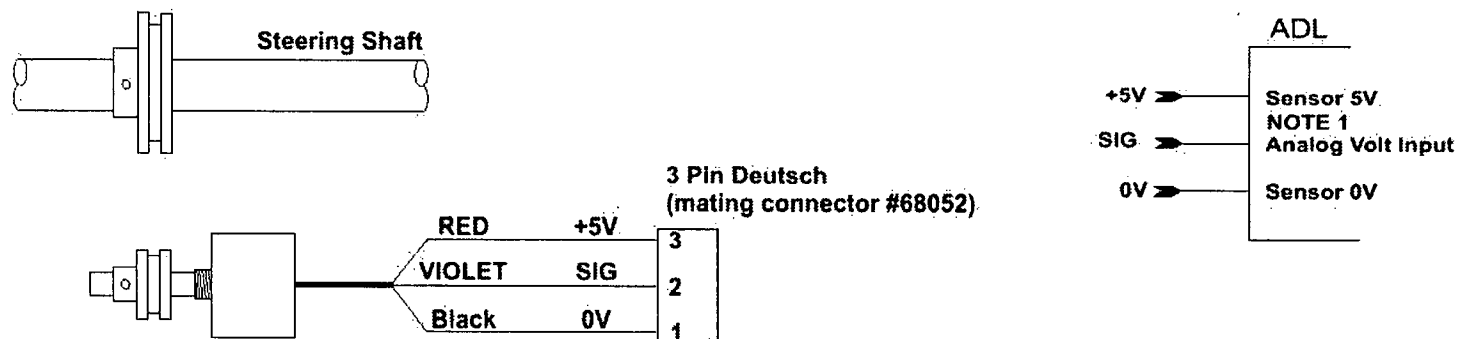 Steering Shaft
ADL
+5V Sensor 5V
NOTE 1
SIG Analog Volt Input
0V Sensor 0V
3 Pin Deutsch
(mating connector #68052)
RED +5V 3
VIOLET SIG 2
Black 0V 1